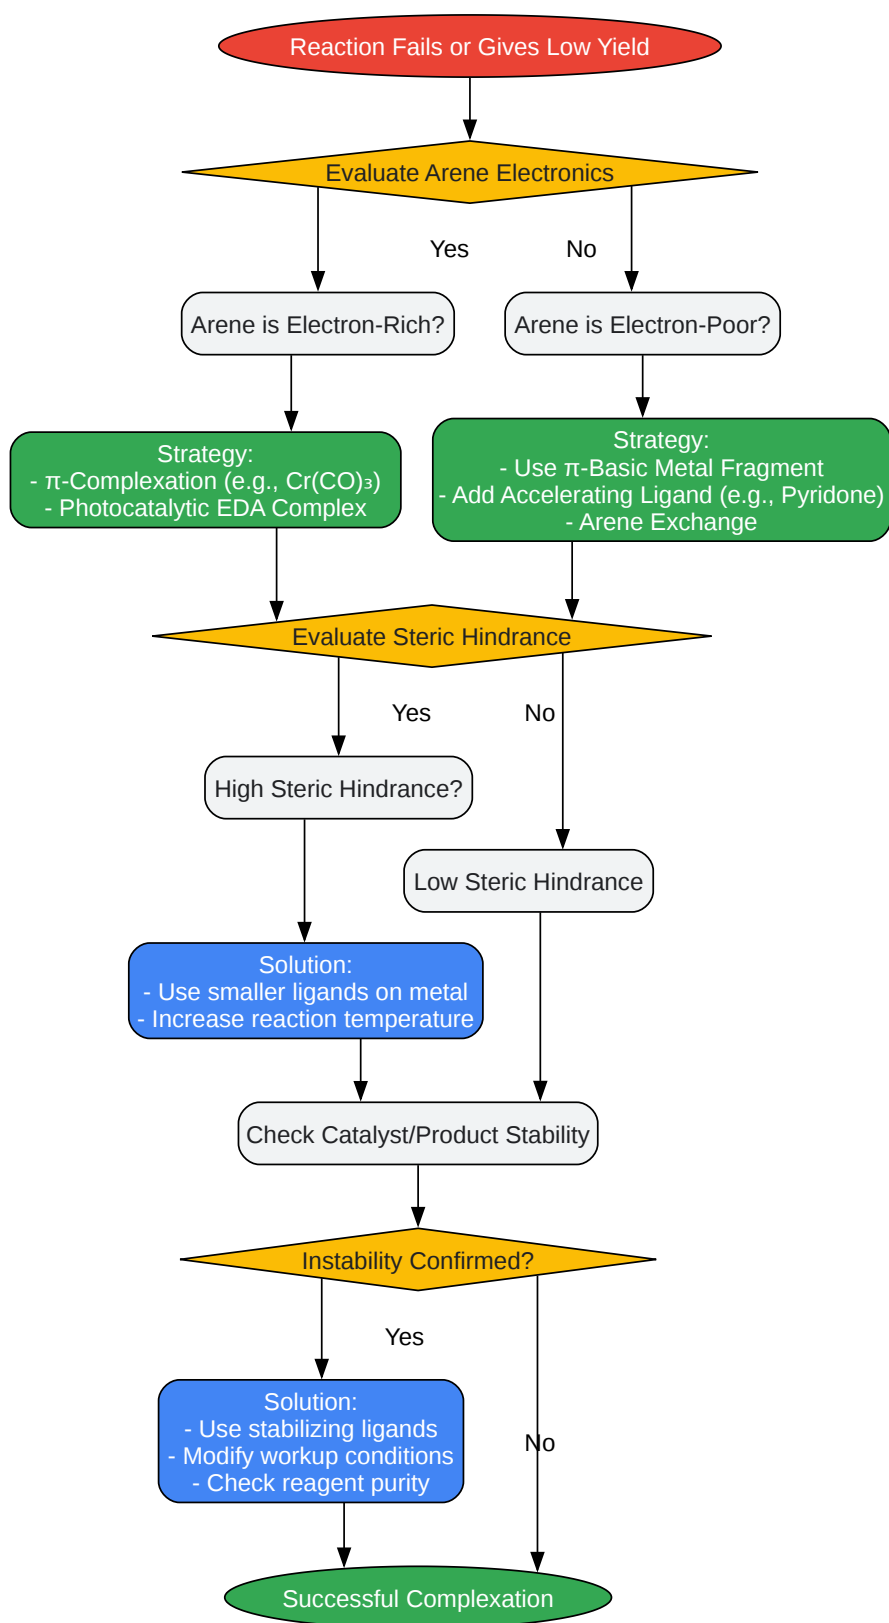 Reaction Fails or Gives Low Yield
Evaluate Arene Electronics
Yes
No
Arene is Electron-Rich?
Arene is Electron-Poor?
Strategy:
- π-Complexation (e.g., Cr(CO)₃)
- Photocatalytic EDA Complex
Strategy:
- Use π-Basic Metal Fragment
- Add Accelerating Ligand (e.g., Pyridone)
- Arene Exchange
Evaluate Steric Hindrance
Yes
No
High Steric Hindrance?
Low Steric Hindrance
Solution:
- Use smaller ligands on metal
- Increase reaction temperature
Check Catalyst/Product Stability
Instability Confirmed?
Yes
No
Solution:
- Use stabilizing ligands
- Modify workup conditions
- Check reagent purity
Successful Complexation